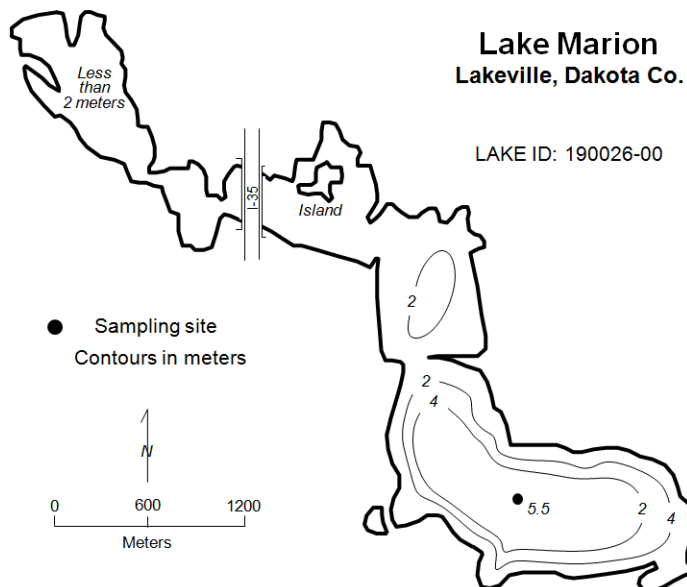 Lake Marion
Lakeville, Dakota Co.
LAKE ID: 190026-00
Less
than
2 meters
I-35
Island
2
Sampling site
Contours in meters
N
0 600 1200
Meters
2
4
5.5
2
4